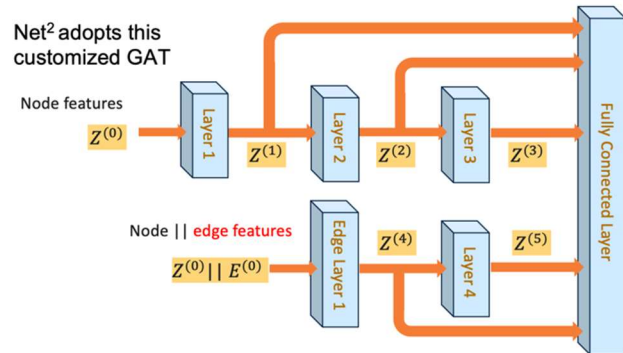 Net² adopts this
customized GAT
Node features
Z⁽⁰⁾
Layer 1
Z⁽¹⁾
Layer 2
Z⁽²⁾
Layer 3
Z⁽³⁾
Fully Connected Layer
Node || edge features
Z⁽⁰⁾|| E⁽⁰⁾
Edge Layer 1
Z⁽⁴⁾
Layer 4
Z⁽⁵⁾